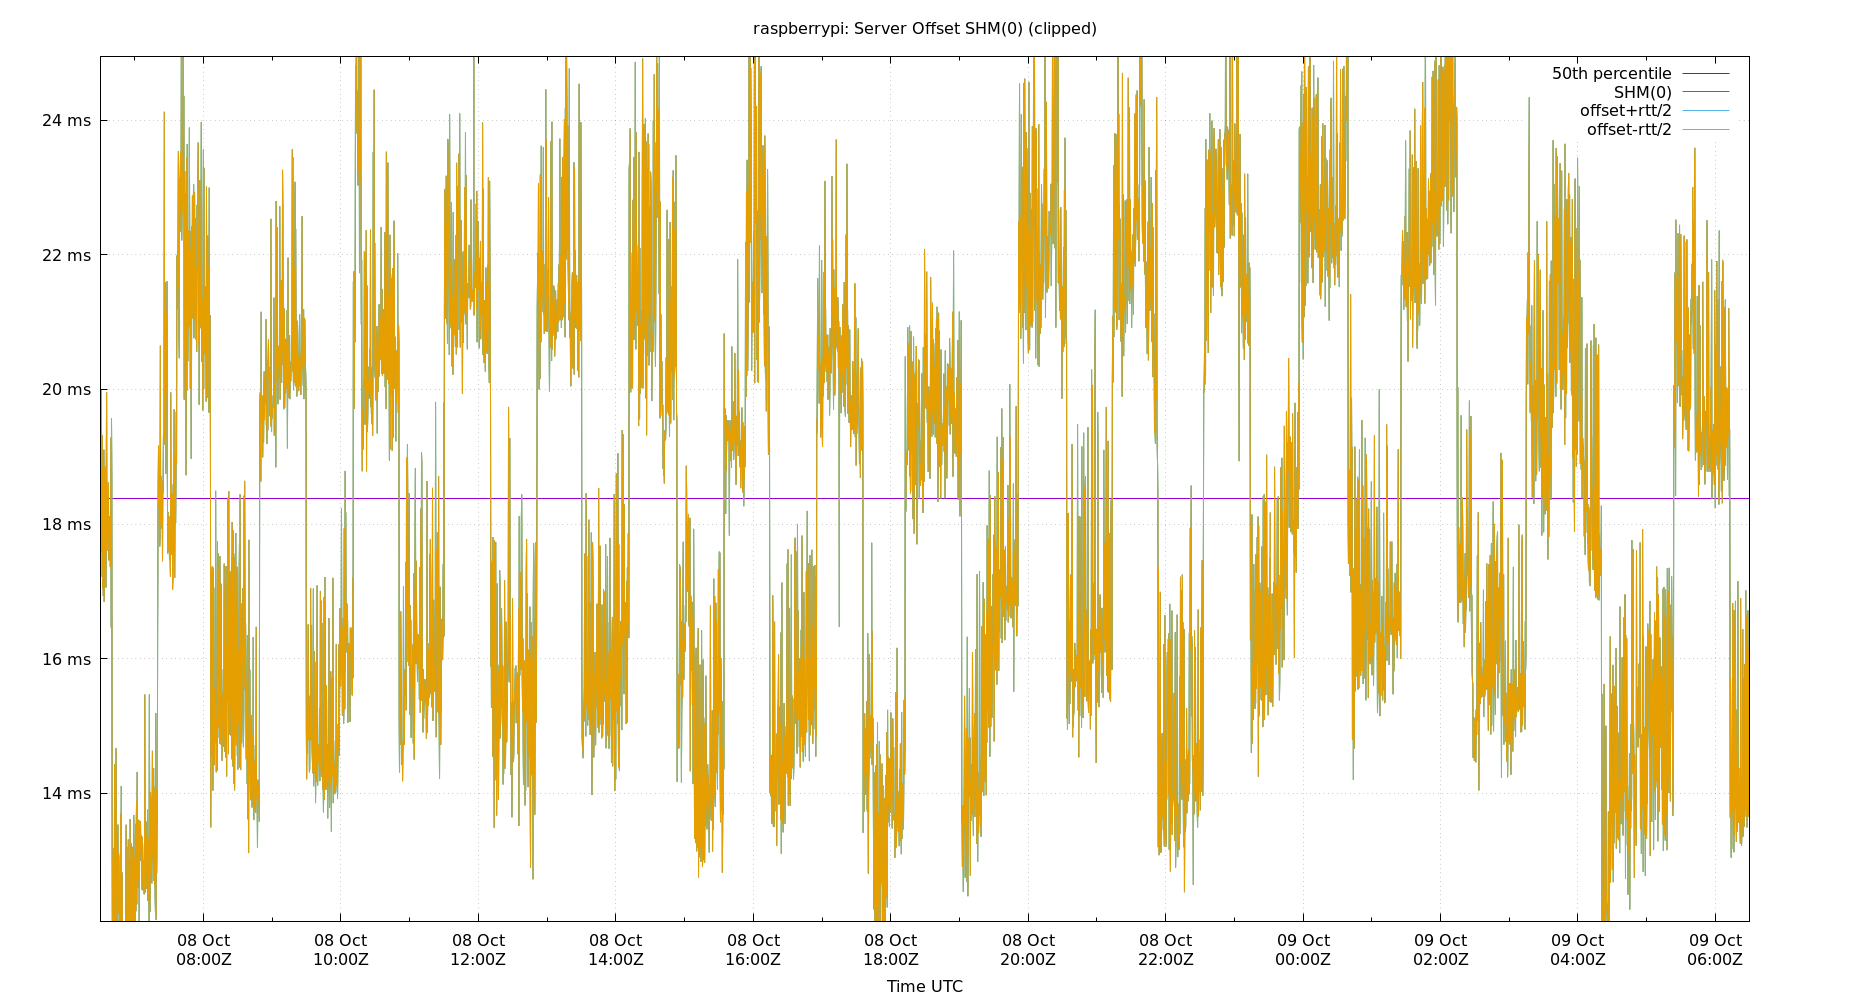 raspberrypi: Server Offset SHM(0) (clipped)
50th percentile
SHM(0)
offset+rtt/2
offset-rtt/2
24 ms
22 ms
20 ms
18 ms
16 ms
14 ms
08 Oct 08 Oct 08 Oct 08 Oct 08 Oct 08 Oct 08 Oct 08 Oct 09 Oct 09 Oct 09 Oct 09 Oct
08:00Z 10:00Z 12:00Z 14:00Z 16:00Z 18:00Z 20:00Z 22:00Z 00:00Z 02:00Z 04:00Z 06:00Z
Time UTC